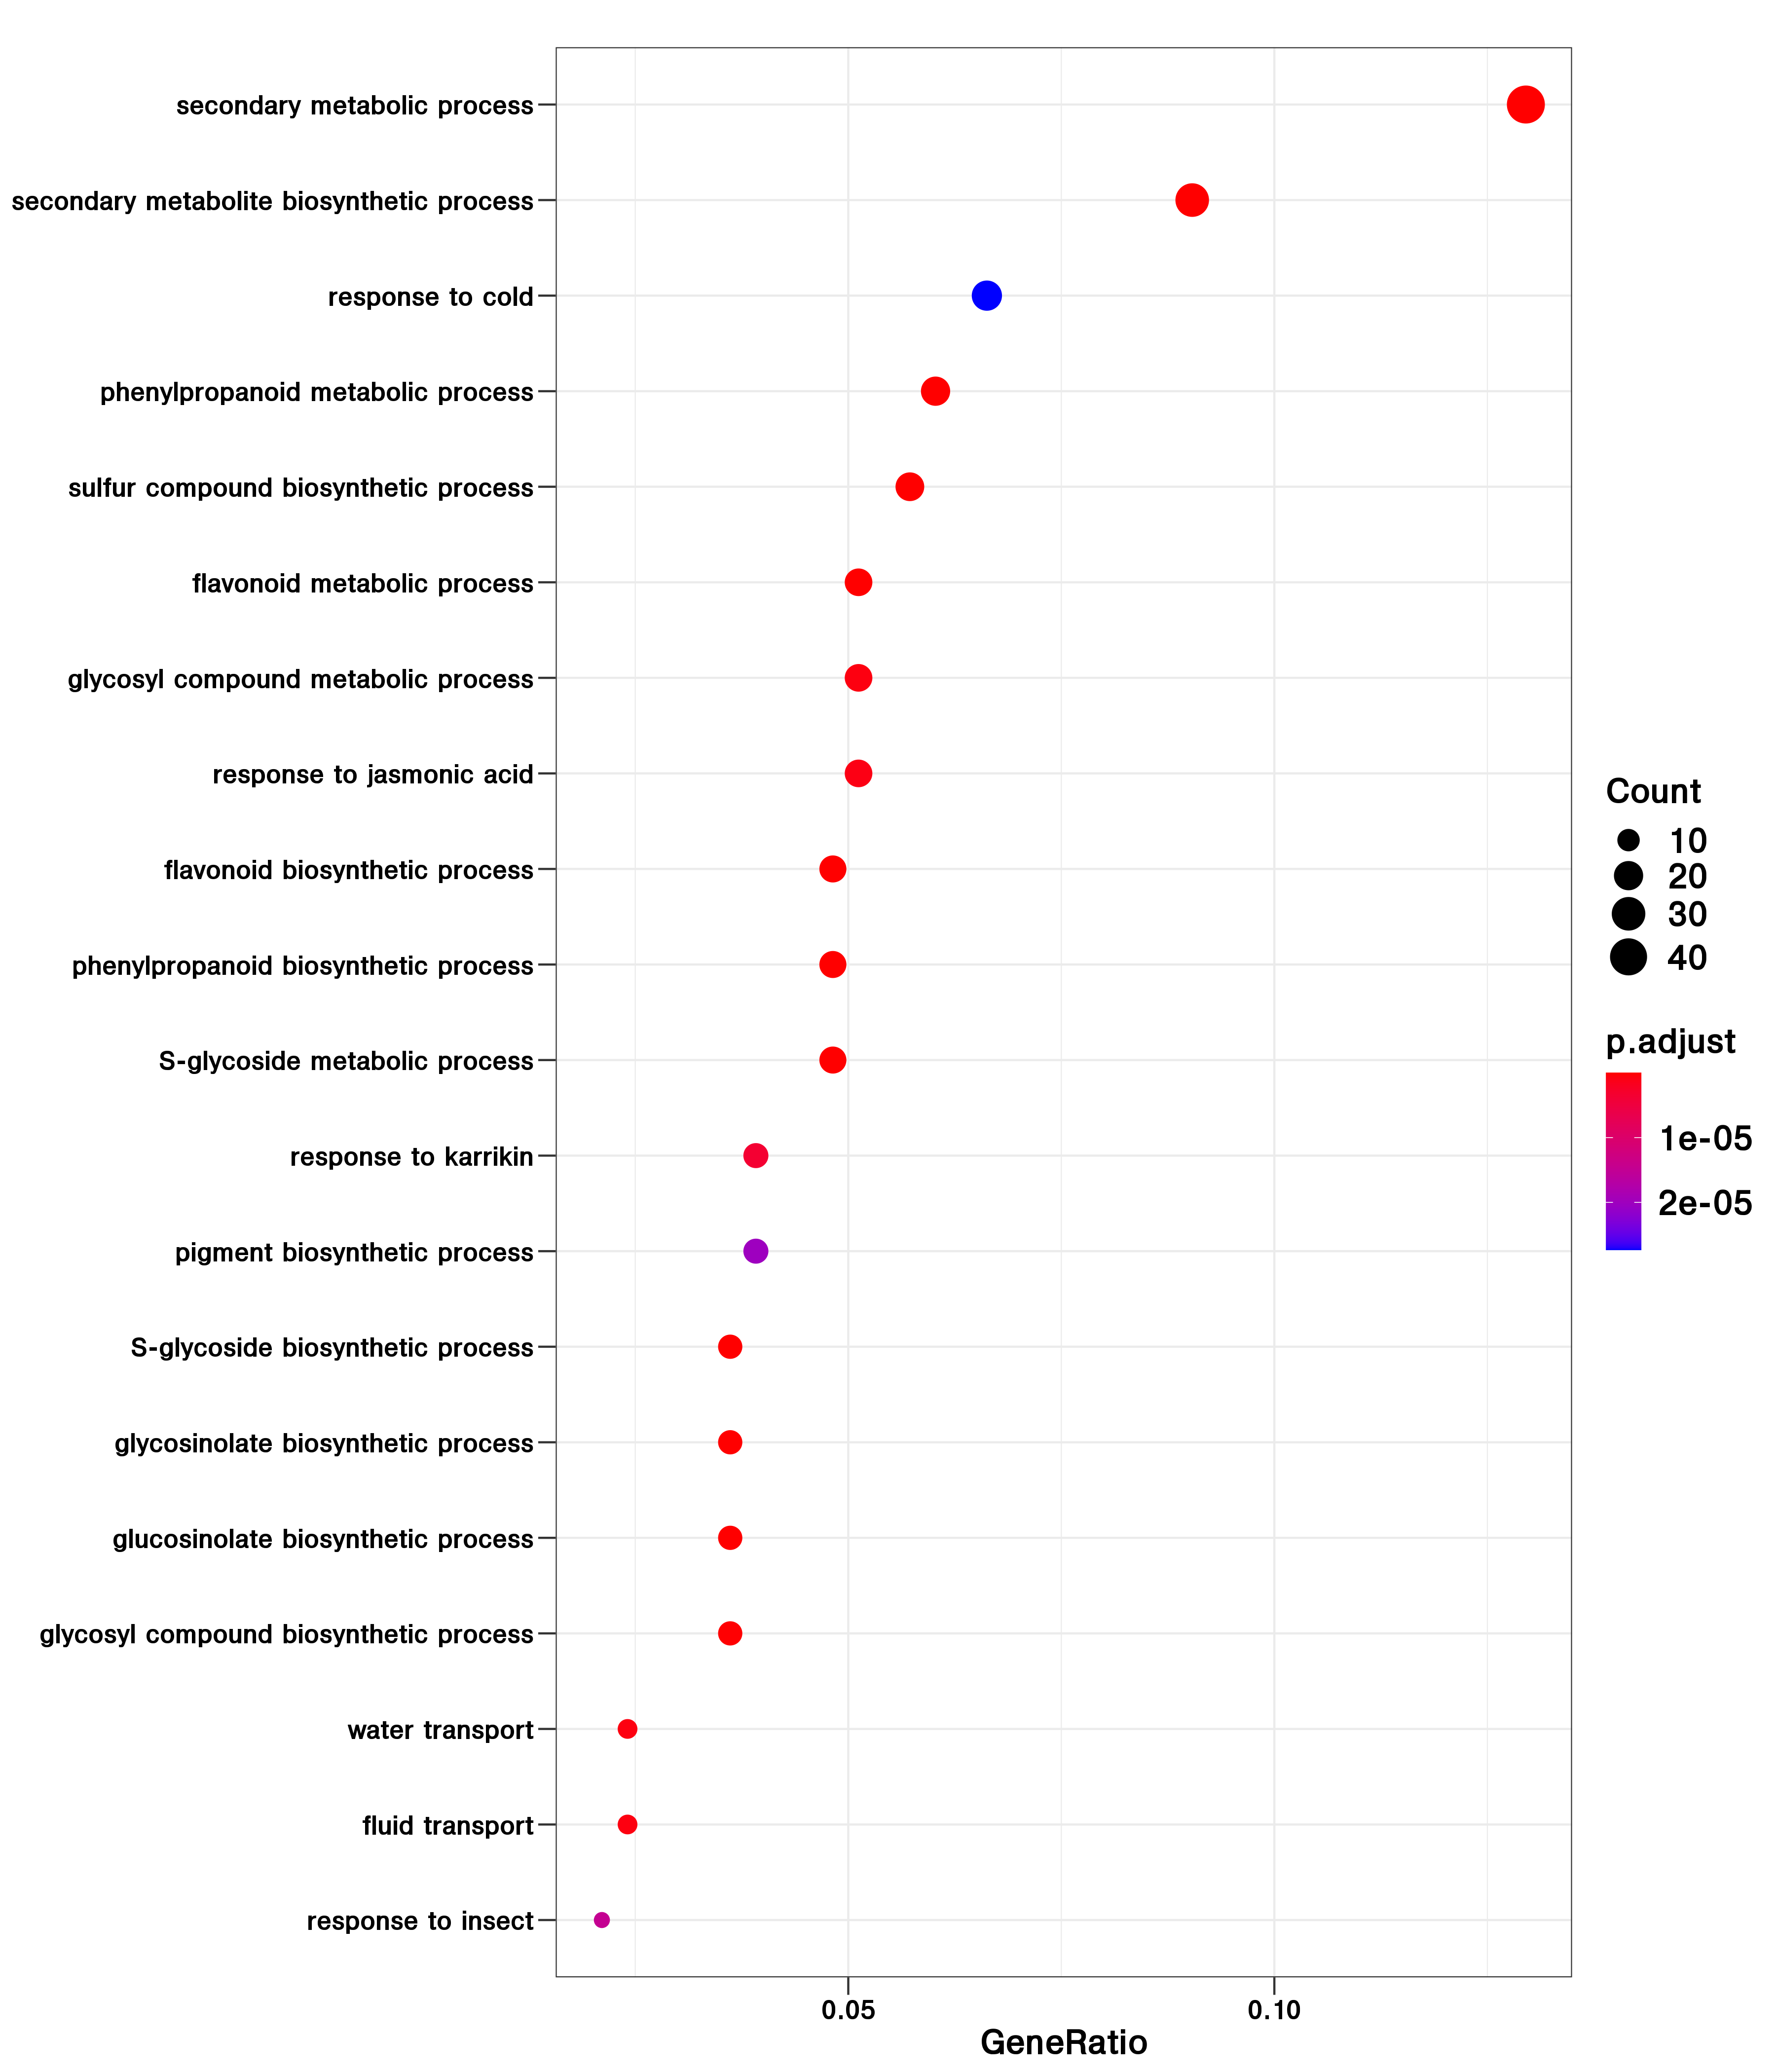 secondary metabolic process
secondary metabolite biosynthetic process
response to cold
phenylpropanoid metabolic process
sulfur compound biosynthetic process
flavonoid metabolic process
glycosyl compound metabolic process
response to jasmonic acid
flavonoid biosynthetic process
phenylpropanoid biosynthetic process
S-glycoside metabolic process
response to karrikin
pigment biosynthetic process
S-glycoside biosynthetic process
glycosinolate biosynthetic process
glucosinolate biosynthetic process
glycosyl compound biosynthetic process
water transport
fluid transport
response to insect
0.05
0.10
GeneRatio
Count
10
20
30
40
p.adjust
1e-05
2e-05